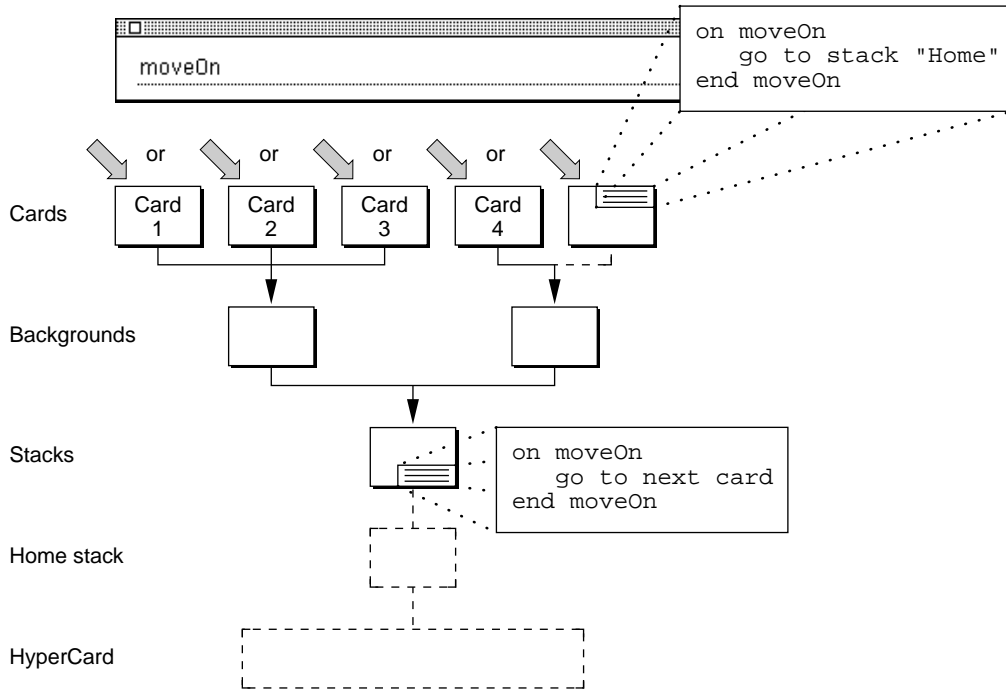 moveOn
on moveOn
go to stack "Home"
end moveOn
or or or or
Cards
Card 1
Card 2
Card 3
Card 4
Backgrounds
Stacks
on moveOn
go to next card
end moveOn
Home stack
HyperCard